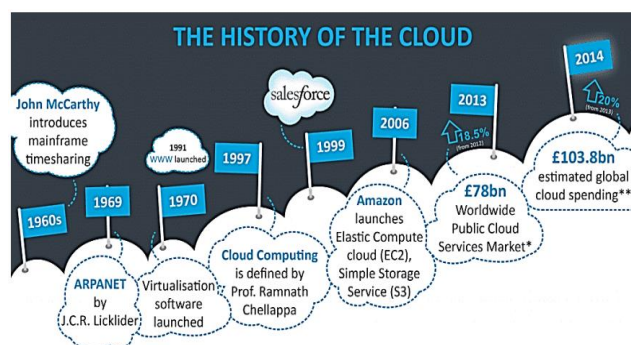 THE HISTORY OF THE CLOUD
John McCarthy
introduces
mainframe
timesharing
1960s
1969
ARPANET
by
J.C.R. Licklider
1991
WWW launched
1970
Virtualisation
software
launched
1997
Cloud Computing
is defined by
Prof. Ramnath
Chellappa
salesforce
1999
2006
Amazon
launches
Elastic Compute
cloud (EC2),
Simple Storage
Service (S3)
2013
18.5%
(from 2012)
£78bn
Worldwide
Public Cloud
Services Market*
2014
20%
(from 2013)
£103.8bn
estimated global
cloud spending**